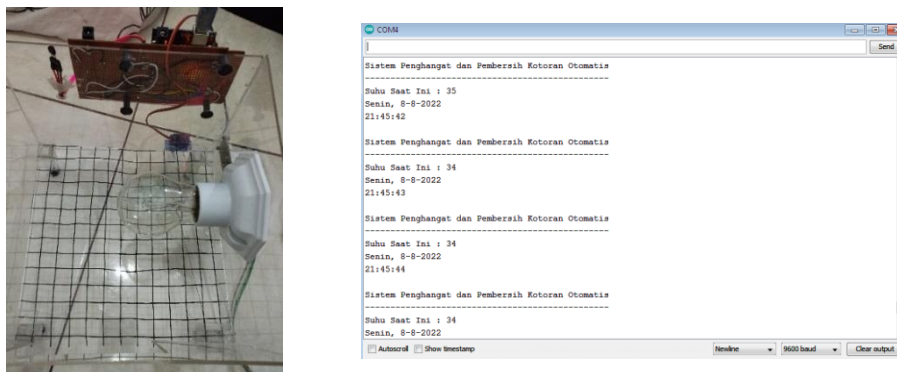 COM4
Send
Sistem Penghangat dan Pembersih Kotoran Otomatis
------------------------------------------------
Suhu Saat Ini : 35
Senin, 8-8-2022
21:45:42
Sistem Penghangat dan Pembersih Kotoran Otomatis
------------------------------------------------
Suhu Saat Ini : 34
Senin, 8-8-2022
21:45:43
Sistem Penghangat dan Pembersih Kotoran Otomatis
------------------------------------------------
Suhu Saat Ini : 34
Senin, 8-8-2022
21:45:44
Sistem Penghangat dan Pembersih Kotoran Otomatis
------------------------------------------------
Suhu Saat Ini : 34
Senin, 8-8-2022
Autoscroll Show timestamp Newline 9600 baud Clear output